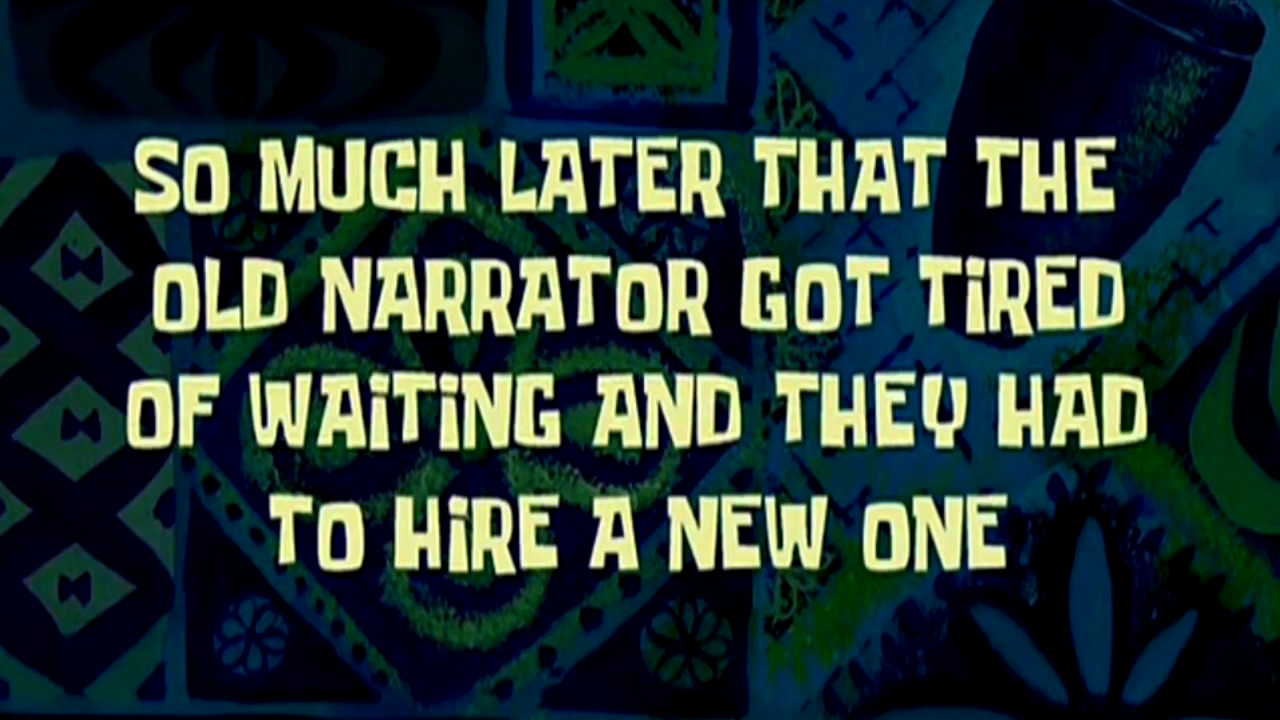 SO MUCH LATER THAT THE
OLD NARRATOR GOT TIRED
OF WAITING AND THEY HAD
TO HIRE A NEW ONE